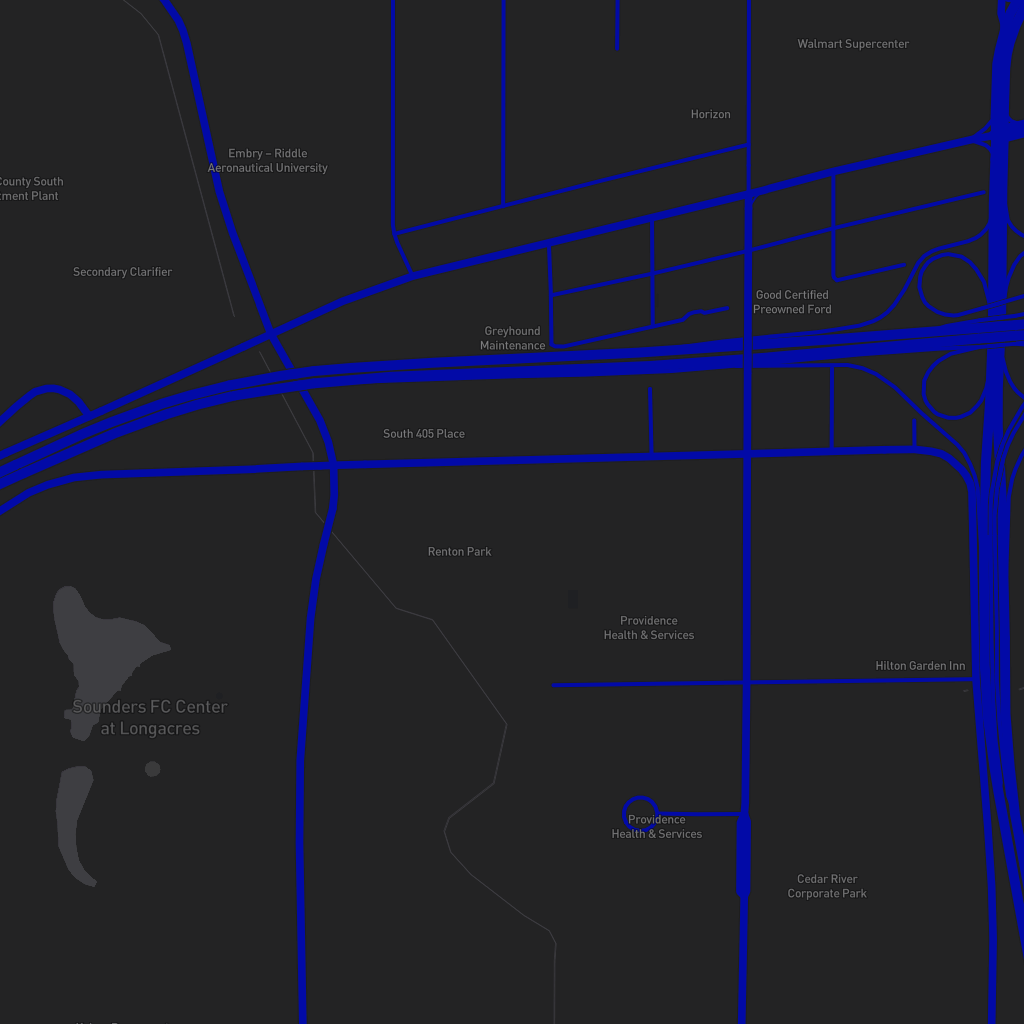 Walmart Supercenter
Horizon
Embry – Riddle
Aeronautical University
County South
tment Plant
Secondary Clarifier
Good Certified
Preowned Ford
Greyhound
Maintenance
South 405 Place
Renton Park
Providence
Health & Services
Hilton Garden Inn
Sounders FC Center
at Longacres
Providence
Health & Services
Cedar River
Corporate Park